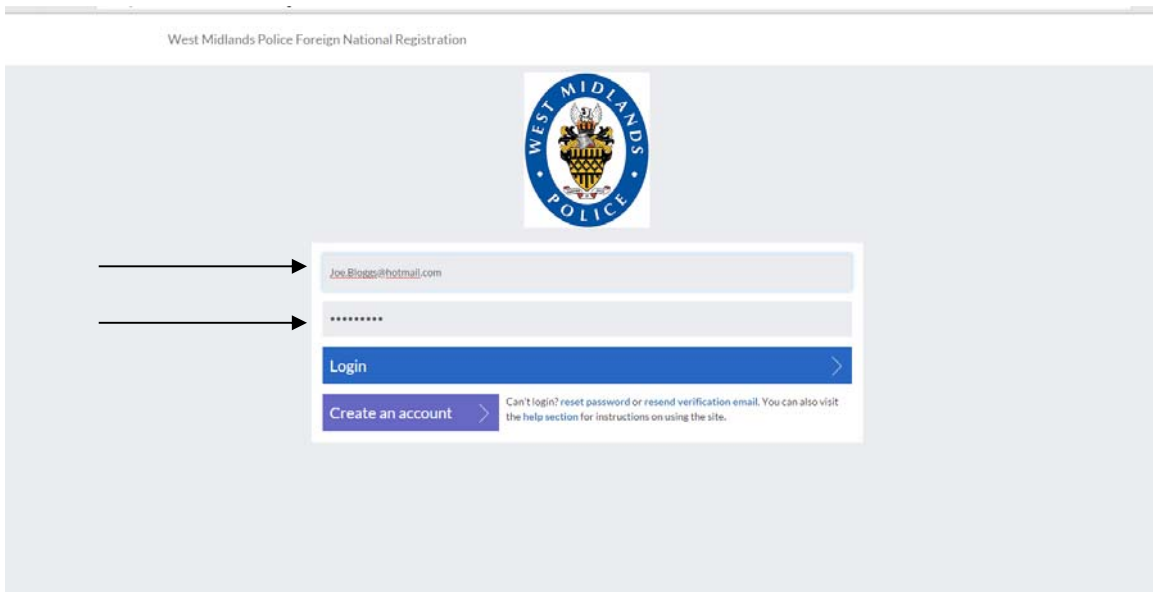 West Midlands Police Foreign National Registration
WEST MIDLANDS
POLICE
Joe.Bloggs@hotmail.com
•••••••••
Login
Create an account
Can't login? reset password or resend verification email. You can also visit
the help section for instructions on using the site.